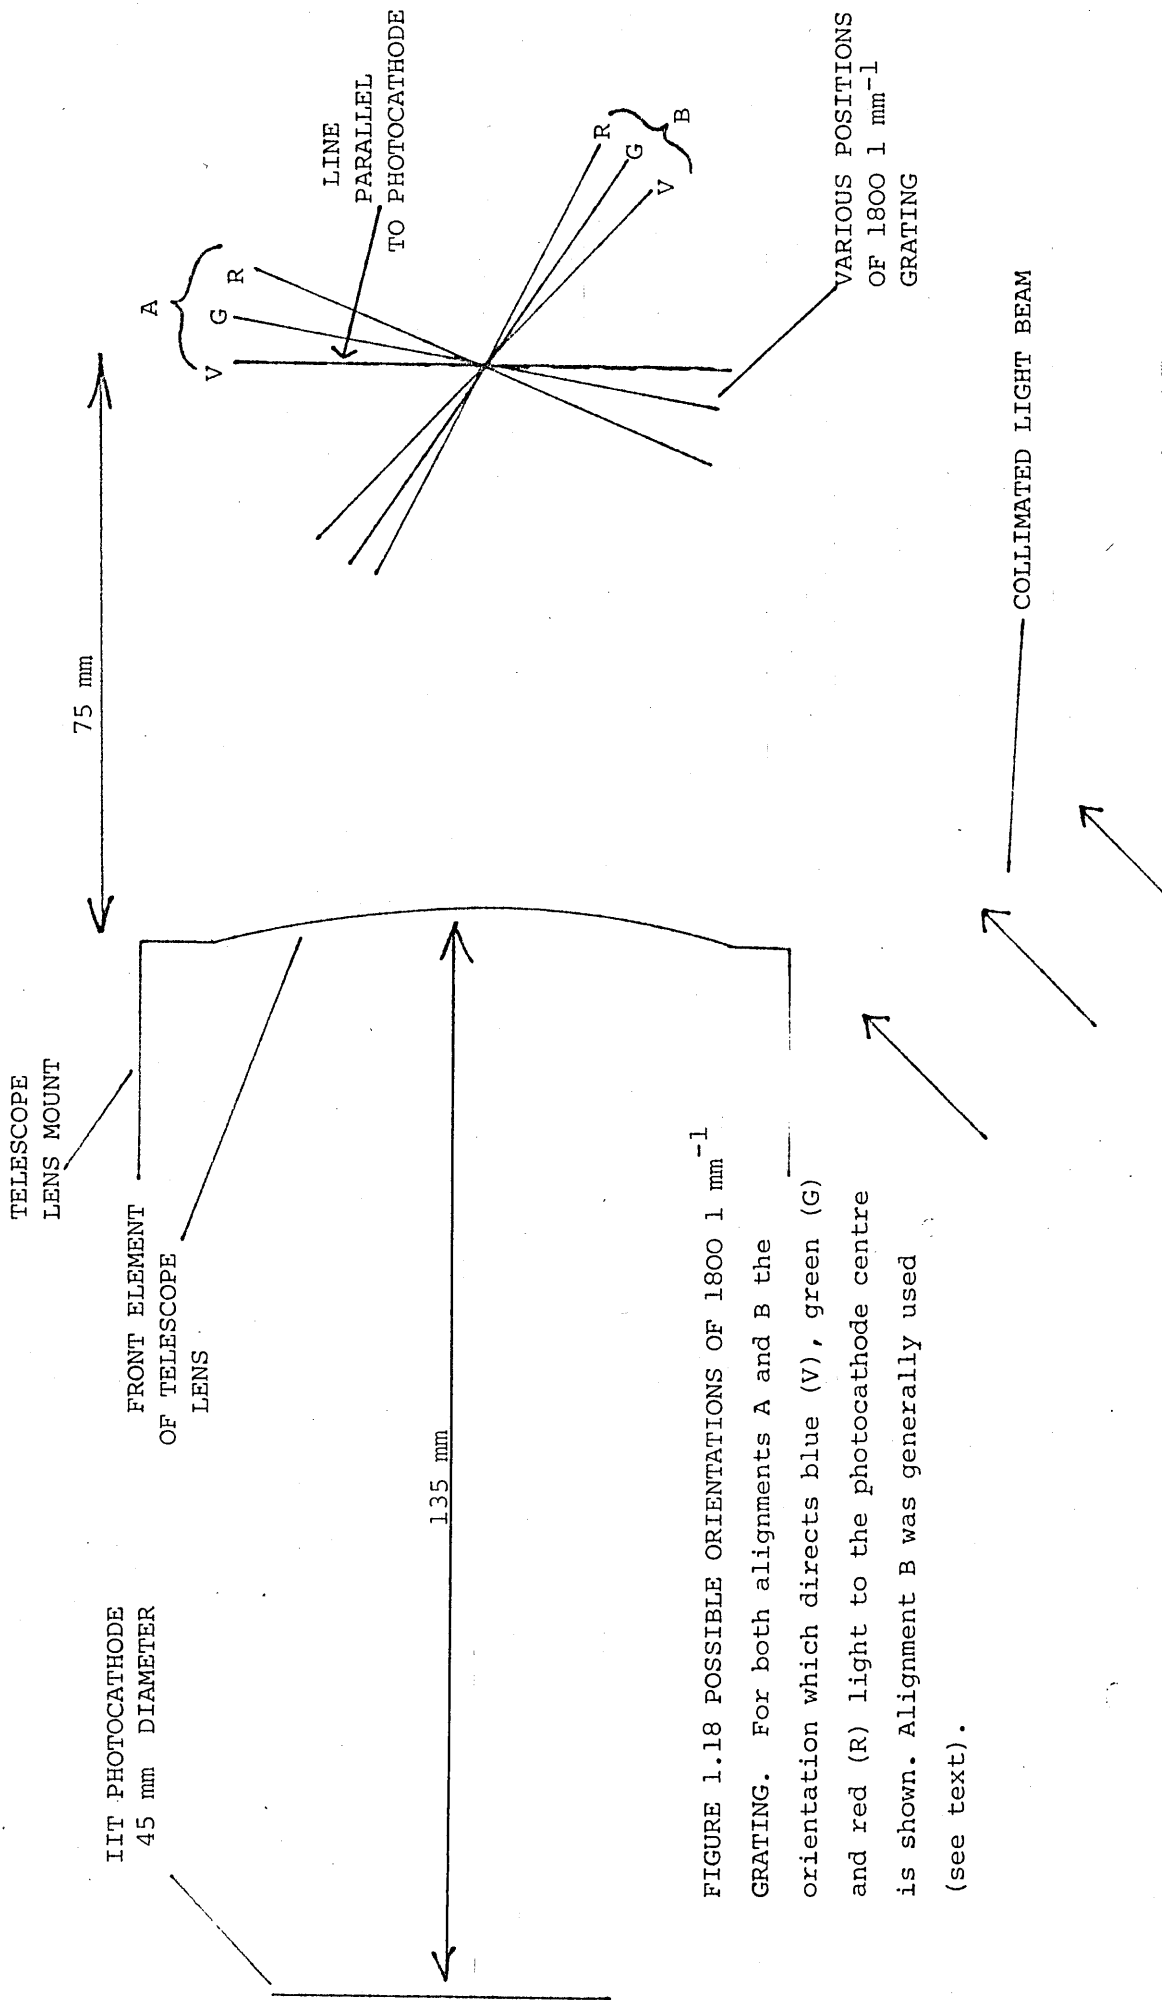 IIT PHOTOCATHODE
45 mm DIAMETER
TELESCOPE
LENS MOUNT
FRONT ELEMENT
OF TELESCOPE
LENS
135 mm
75 mm
A
V
G
R
LINE
PARALLEL
TO PHOTOCATHODE
R
G
V
B
VARIOUS POSITIONS
OF 1800 l mm-1
GRATING
COLLIMATED LIGHT BEAM
FIGURE 1.18 POSSIBLE ORIENTATIONS OF 1800 l mm-1
GRATING. For both alignments A and B the
orientation which directs blue (V), green (G)
and red (R) light to the photocathode centre
is shown. Alignment B was generally used
(see text).